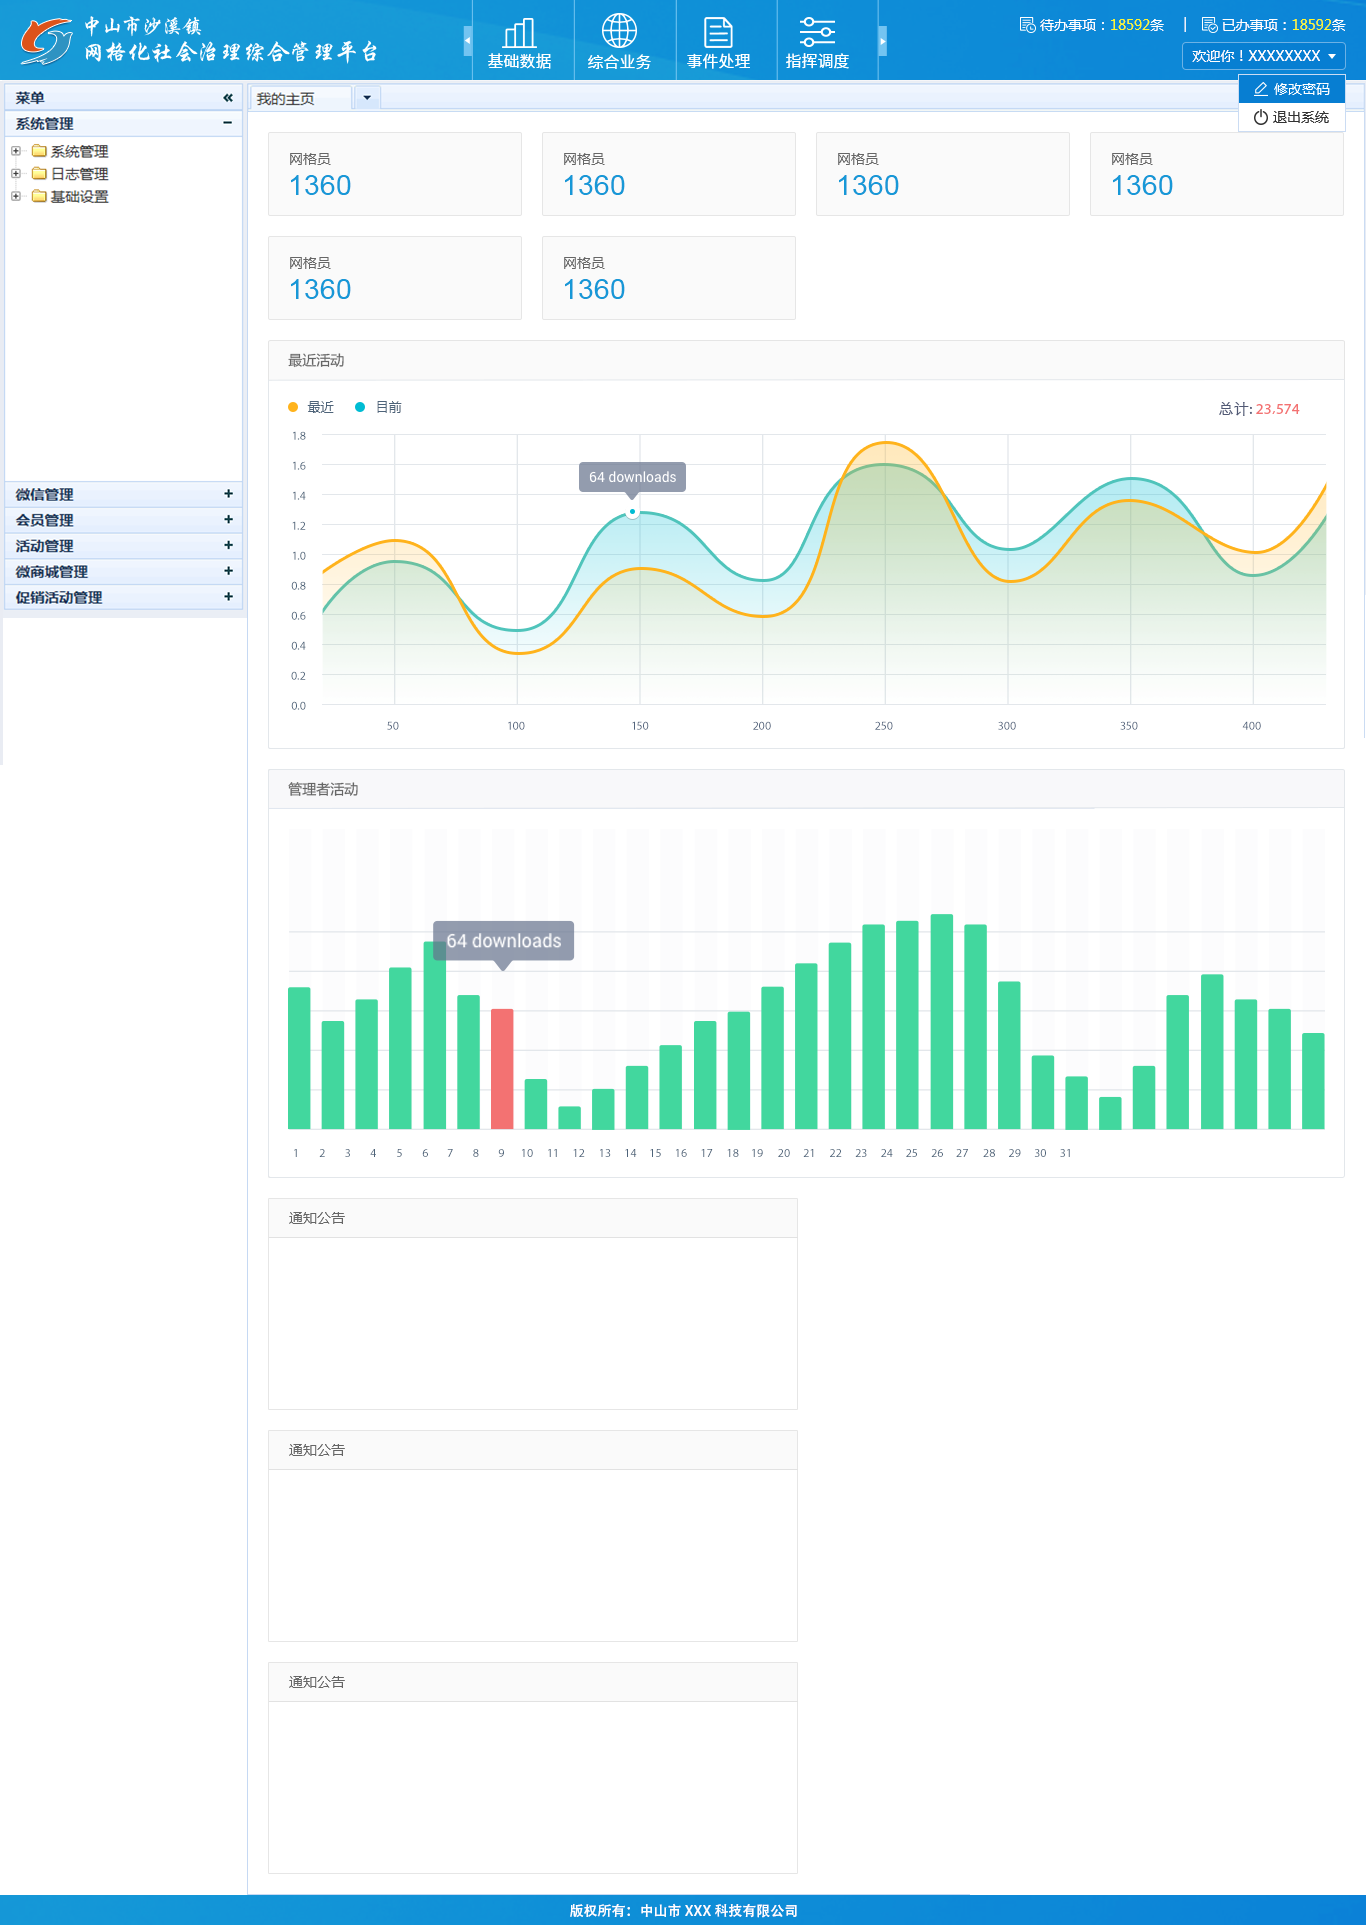 中山市沙溪镇
网格化社会治理综合管理平台
基础数据
综合业务
事件处理
指挥调度
待办事项：18592条 | 已办事项：18592条
欢迎你！XXXXXXXX
修改密码
退出系统
菜单 «
系统管理 −
系统管理
日志管理
基础设置
微信管理 +
会员管理 +
活动管理 +
微商城管理 +
促销活动管理 +
我的主页
网格员
1360
网格员
1360
网格员
1360
网格员
1360
网格员
1360
网格员
1360
最近活动
最近 目前
总计: 23,574
1.8
1.6
1.4
1.2
1.0
0.8
0.6
0.4
0.2
0.0
64 downloads
50 100 150 200 250 300 350 400
管理者活动
64 downloads
1 2 3 4 5 6 7 8 9 10 11 12 13 14 15 16 17 18 19 20 21 22 23 24 25 26 27 28 29 30 31
通知公告
通知公告
通知公告
版权所有：中山市 XXX 科技有限公司